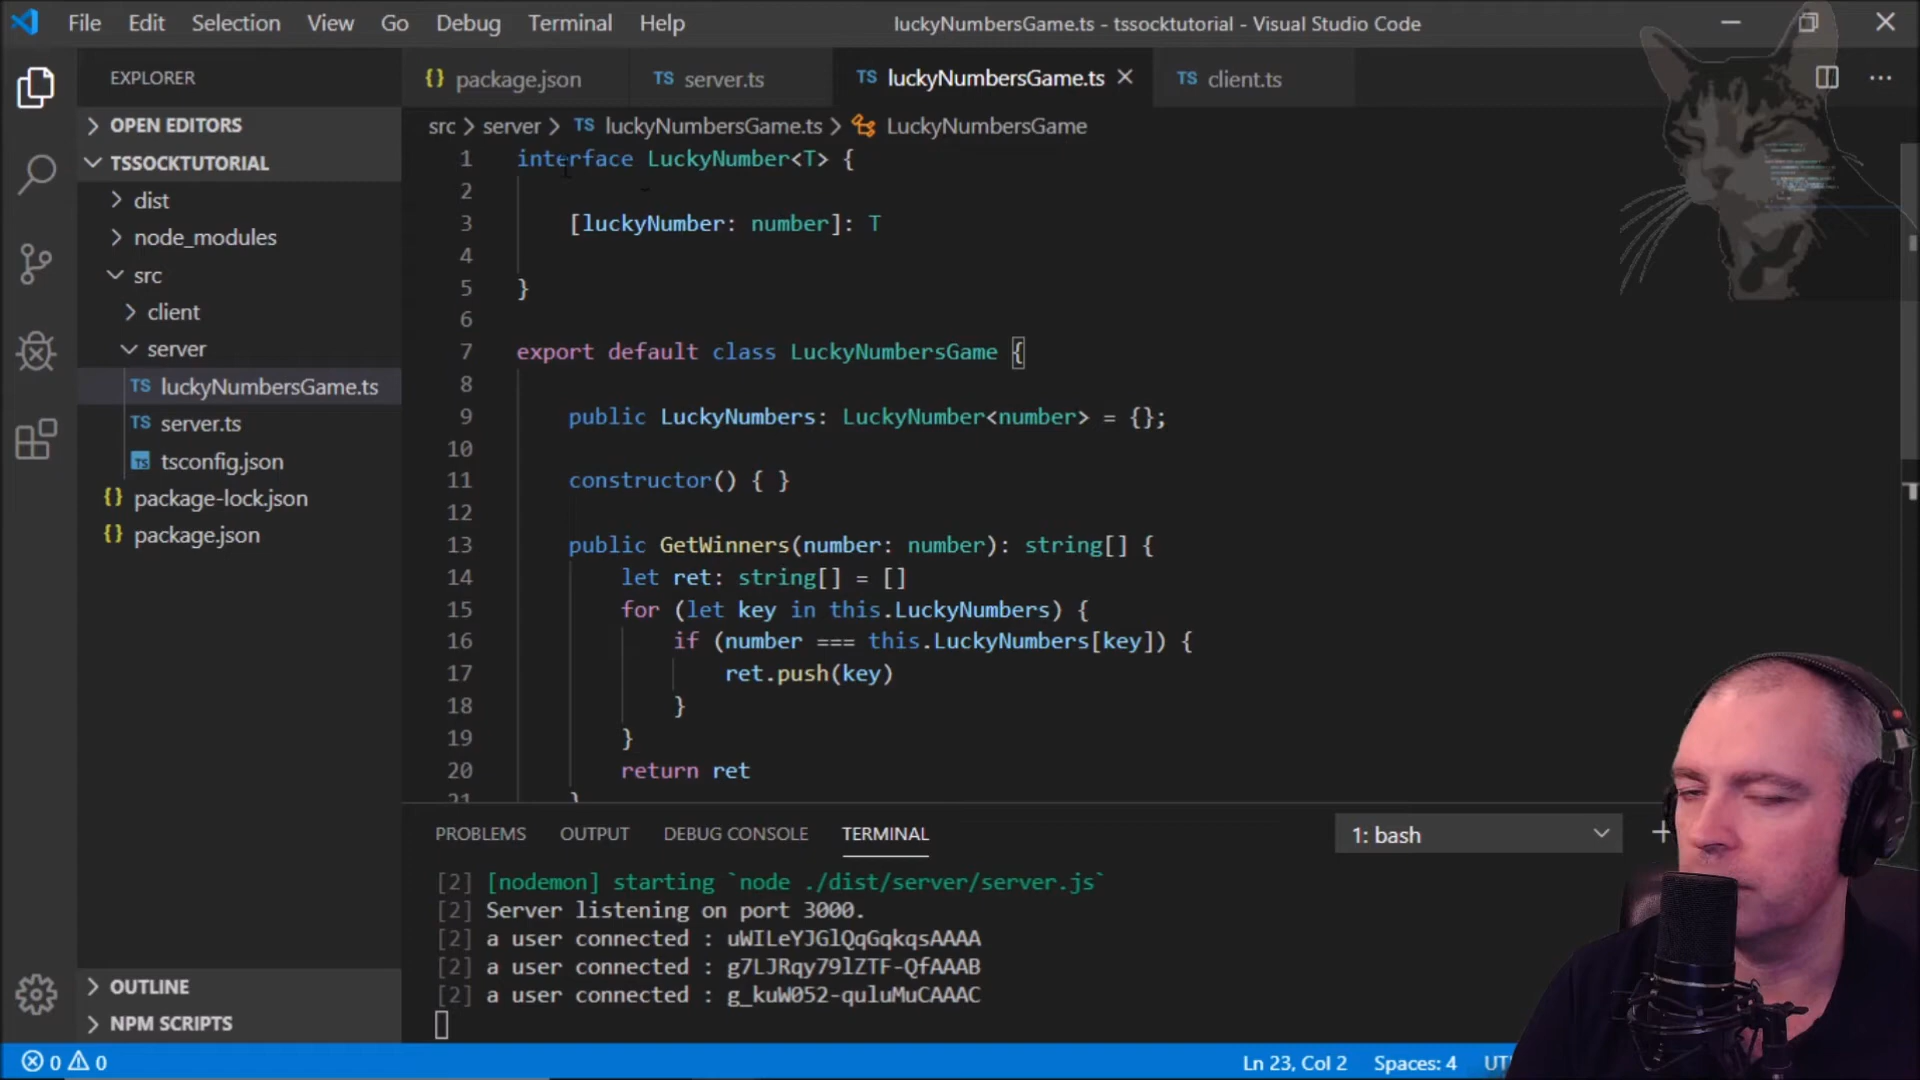 File Edit Selection View Go Debug Terminal Help
luckyNumbersGame.ts - tssocktutorial - Visual Studio Code
EXPLORER
OPEN EDITORS
TSSOCKTUTORIAL
dist
node_modules
src
client
server
TS luckyNumbersGame.ts
TS server.ts
TS tsconfig.json
{} package-lock.json
{} package.json
OUTLINE
NPM SCRIPTS
{} package.json TS server.ts TS luckyNumbersGame.ts TS client.ts
src > server > TS luckyNumbersGame.ts > LuckyNumbersGame
1 interface LuckyNumber<T> {
2
3 [luckyNumber: number]: T
4
5 }
6
7 export default class LuckyNumbersGame {
8
9 public LuckyNumbers: LuckyNumber<number> = {};
10
11 constructor() { }
12
13 public GetWinners(number: number): string[] {
14 let ret: string[] = []
15 for (let key in this.LuckyNumbers) {
16 if (number === this.LuckyNumbers[key]) {
17 ret.push(key)
18 }
19 }
20 return ret
21 }
PROBLEMS OUTPUT DEBUG CONSOLE TERMINAL 1: bash
[2] [nodemon] starting `node ./dist/server/server.js`
[2] Server listening on port 3000.
[2] a user connected : uWILeYJGlQqGqkqsAAAA
[2] a user connected : g7LJRqy79lZTF-QfAAAB
[2] a user connected : g_kuW052-quluMuCAAAC
0 0 Ln 23, Col 2 Spaces: 4